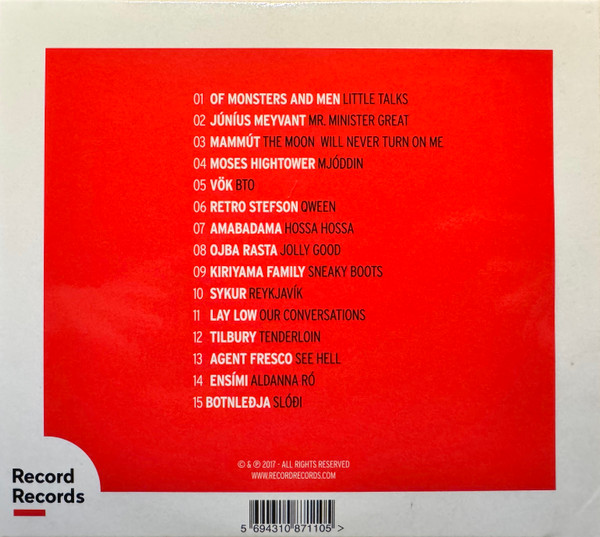 01 OF MONSTERS AND MEN LITTLE TALKS
02 JÚNÍUS MEYVANT MR. MINISTER GREAT
03 MAMMÚT THE MOON WILL NEVER TURN ON ME
04 MOSES HIGHTOWER MJÓDDIN
05 VÖK BTO
06 RETRO STEFSON QWEEN
07 AMABADAMA HOSSA HOSSA
08 OJBA RASTA JOLLY GOOD
09 KIRIYAMA FAMILY SNEAKY BOOTS
10 SYKUR REYKJAVÍK
11 LAY LOW OUR CONVERSATIONS
12 TILBURY TENDERLOIN
13 AGENT FRESCO SEE HELL
14 ENSÍMI ALDANNA RÓ
15 BOTNLEÐJA SLÓÐI
© & ℗ 2017 - ALL RIGHTS RESERVED
WWW.RECORDRECORDS.COM
Record
Records
5 694310 871105 >